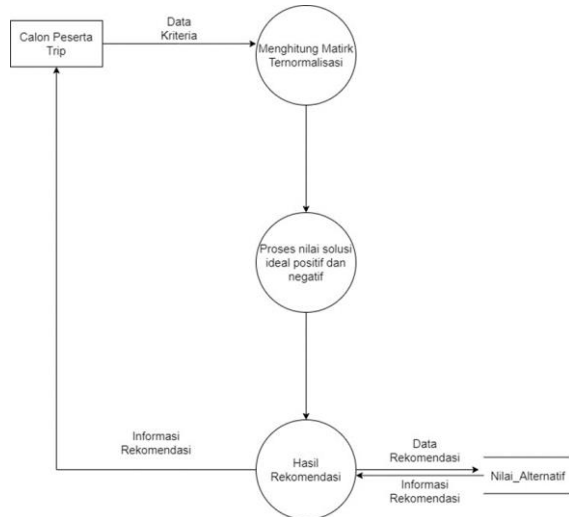 Calon Peserta
Trip
Data
Kriteria
Menghitung Matirk
Ternormalisasi
Proses nilai solusi
ideal positif dan
negatif
Informasi
Rekomendasi
Hasil
Rekomendasi
Data
Rekomendasi
Informasi
Rekomendasi
Nilai_Alternatif